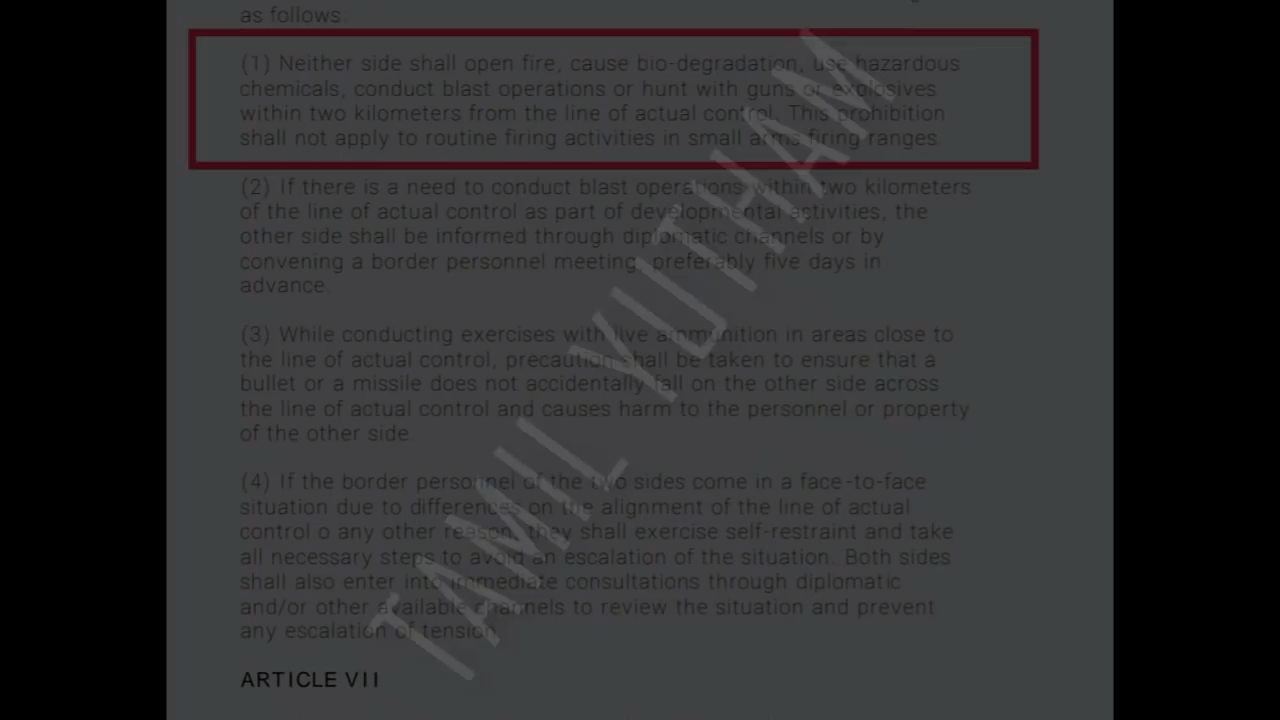 as follows:
(1) Neither side shall open fire, cause bio-degradation, use hazardous
chemicals, conduct blast operations or hunt with guns or explosives
within two kilometers from the line of actual control. This prohibition
shall not apply to routine firing activities in small arms firing ranges.
(2) If there is a need to conduct blast operations within two kilometers
of the line of actual control as part of developmental activities, the
other side shall be informed through diplomatic channels or by
convening a border personnel meeting, preferably five days in
advance.
(3) While conducting exercises with live ammunition in areas close to
the line of actual control, precaution shall be taken to ensure that a
bullet or a missile does not accidentally fall on the other side across
the line of actual control and causes harm to the personnel or property
of the other side.
(4) If the border personnel of the two sides come in a face-to-face
situation due to differences on the alignment of the line of actual
control o any other reason, they shall exercise self-restraint and take
all necessary steps to avoid an escalation of the situation. Both sides
shall also enter into immediate consultations through diplomatic
and/or other available channels to review the situation and prevent
any escalation of tension.
ARTICLE VII
TAMIL YUTHAM